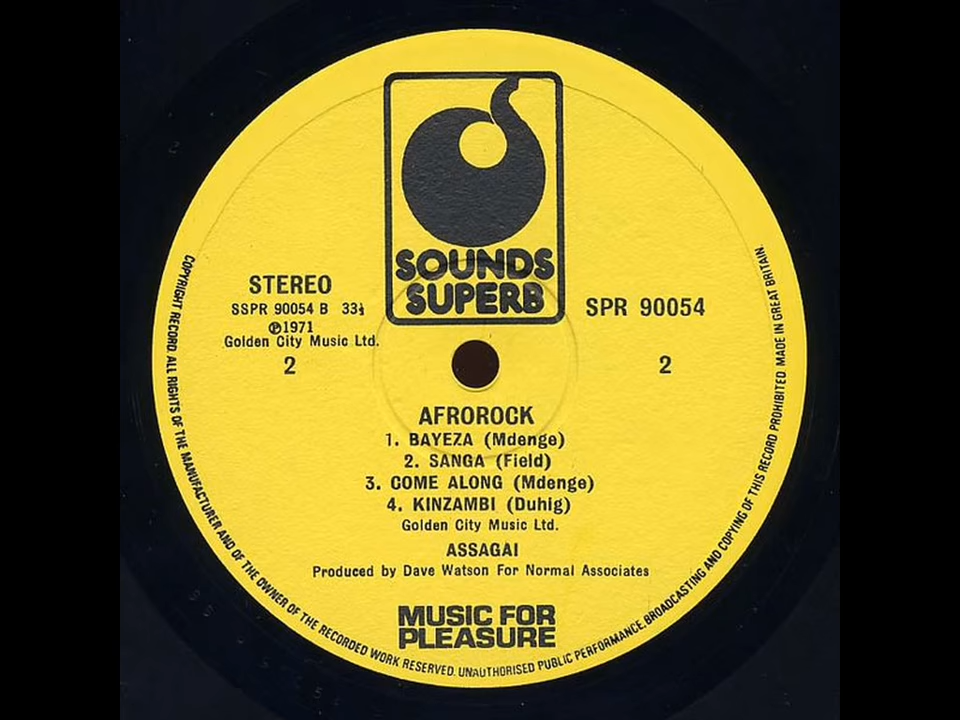 SOUNDS
SUPERB
STEREO
SSPR 90054 B 33⅓
℗1971
Golden City Music Ltd.
2
SPR 90054
2
AFROROCK
1. BAYEZA (Mdenge)
2. SANGA (Field)
3. COME ALONG (Mdenge)
4. KINZAMBI (Duhig)
Golden City Music Ltd.
ASSAGAI
Produced by Dave Watson For Normal Associates
MUSIC FOR
PLEASURE
COPYRIGHT RECORD. ALL RIGHTS OF THE MANUFACTURER AND OF THE OWNER OF THE RECORDED WORK RESERVED. UNAUTHORISED PUBLIC PERFORMANCE, BROADCASTING AND COPYING OF THIS RECORD PROHIBITED. MADE IN GREAT BRITAIN.